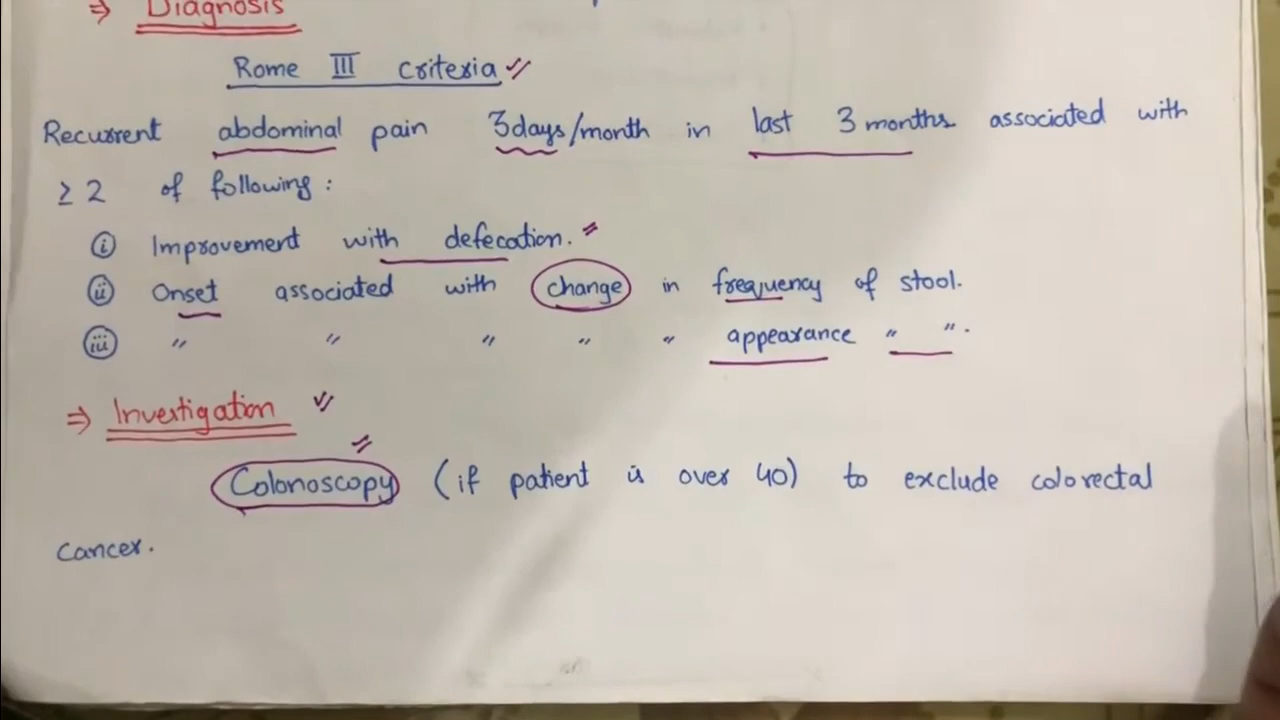 ⇒ Diagnosis
Rome III criteria
Recurrent abdominal pain 3days/month in last 3 months associated with
≥ 2 of following :
(i) Improvement with defecation.
(ii) Onset associated with change in frequency of stool.
(iii) " " " " " appearance " ".
⇒ Investigation
Colonoscopy (if patient is over 40) to exclude colorectal
cancer.